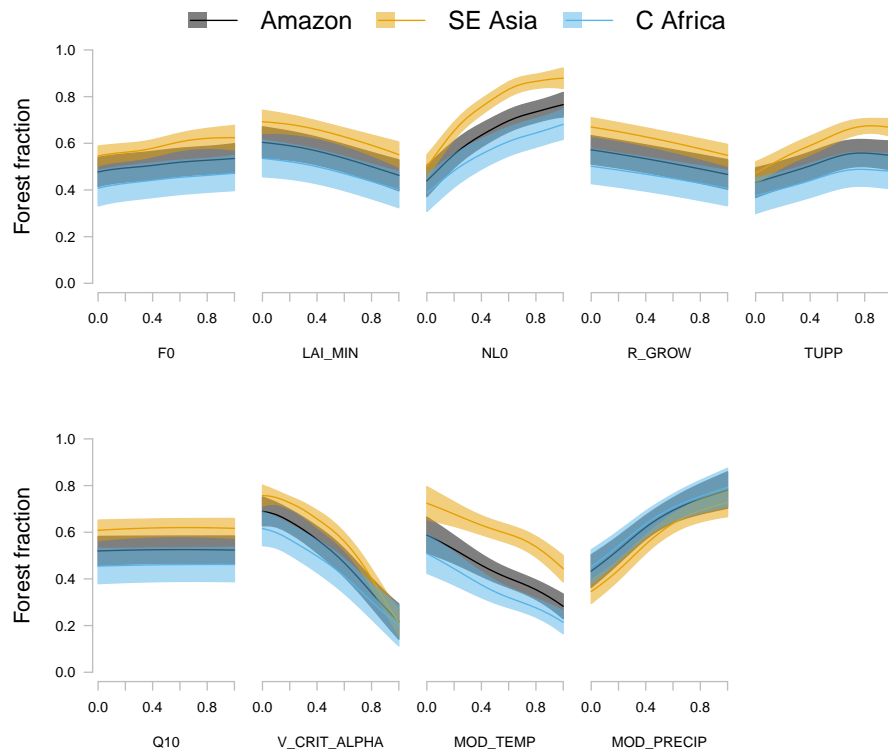 Amazon SE Asia C Africa
Forest fraction
1.0
0.8
0.6
0.4
0.2
0.0
0.0 0.4 0.8 0.0 0.4 0.8 0.0 0.4 0.8 0.0 0.4 0.8 0.0 0.4 0.8
F0 LAI_MIN NL0 R_GROW TUPP
Forest fraction
1.0
0.8
0.6
0.4
0.2
0.0
0.0 0.4 0.8 0.0 0.4 0.8 0.0 0.4 0.8 0.0 0.4 0.8
Q10 V_CRIT_ALPHA MOD_TEMP MOD_PRECIP